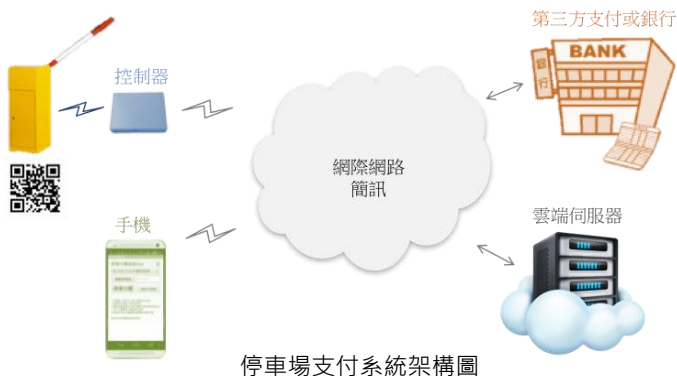 第三方支付或銀行
BANK
銀行
控制器
網際網路
簡訊
手機
雲端伺服器
停車場支付系統架構圖